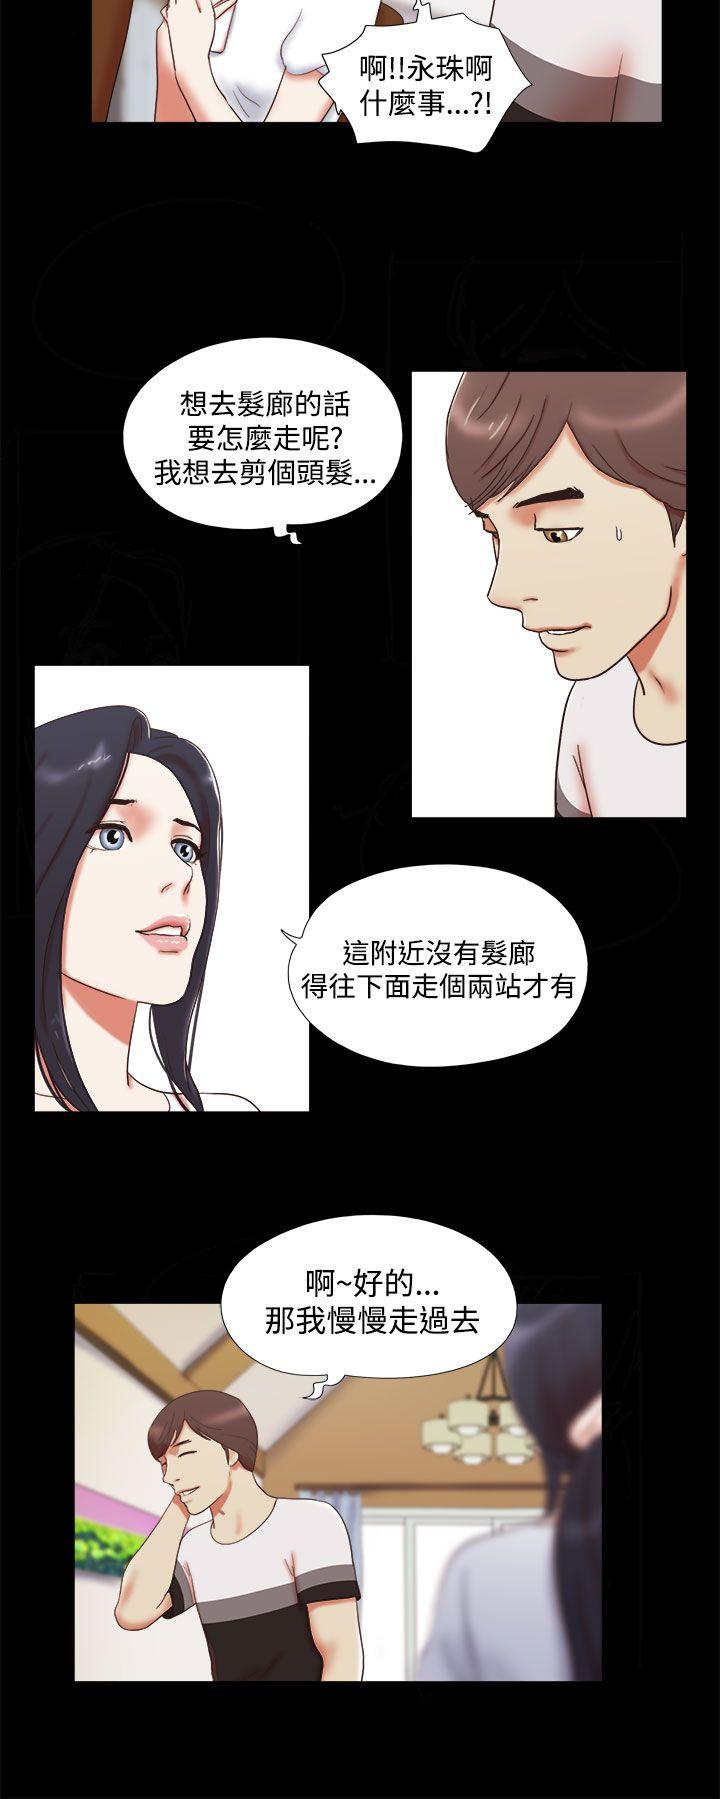 啊!!永珠啊
什麼事...?!
想去髮廊的話
要怎麼走呢?
我想去剪個頭髮...
這附近沒有髮廊
得往下面走個兩站才有
啊~好的...
那我慢慢走過去